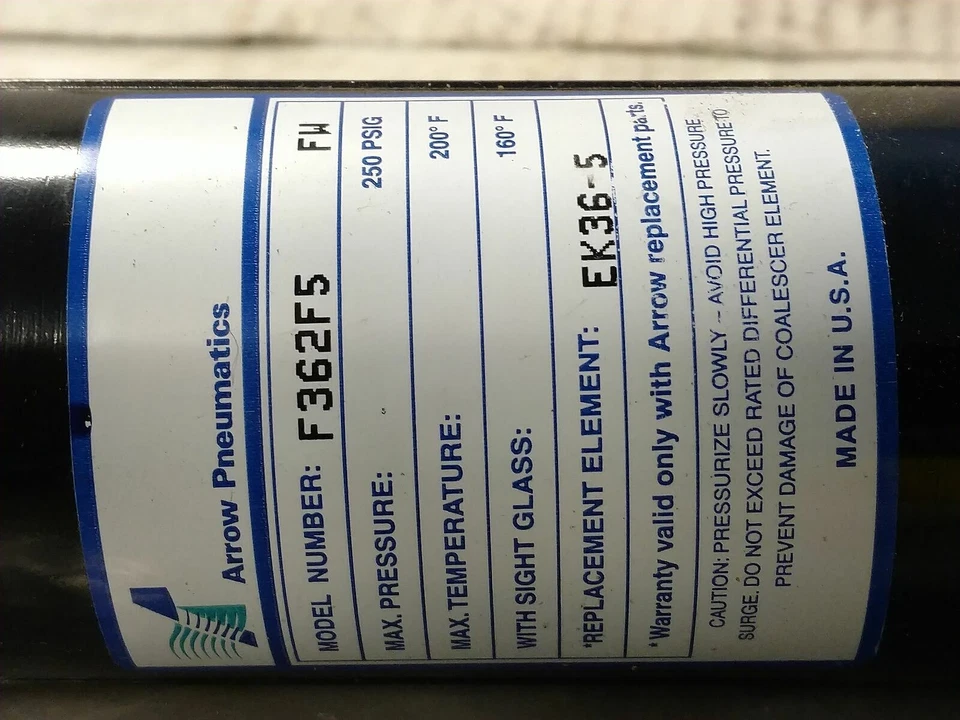 Arrow Pneumatics
MODEL NUMBER: F362F5 FW
MAX. PRESSURE: 250 PSIG
MAX. TEMPERATURE: 200° F
WITH SIGHT GLASS: 160° F
*REPLACEMENT ELEMENT: EK36-5
*Warranty valid only with Arrow replacement parts.
CAUTION: PRESSURIZE SLOWLY – AVOID HIGH PRESSURE
SURGE. DO NOT EXCEED RATED DIFFERENTIAL PRESSURE TO
PREVENT DAMAGE OF COALESCER ELEMENT.
MADE IN U.S.A.